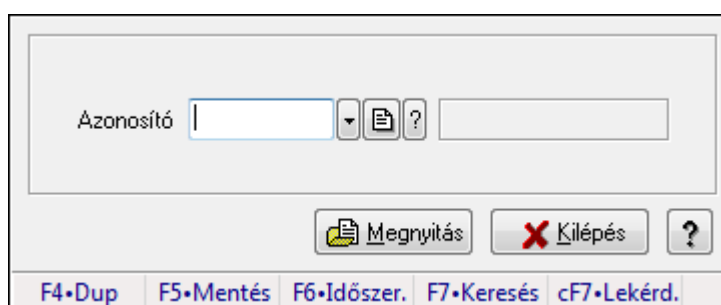 Azonosító ?
Megnyitás Kilépés ?
F4•Dup F5•Mentés F6•Időszer. F7•Keresés cF7•Lekérd.